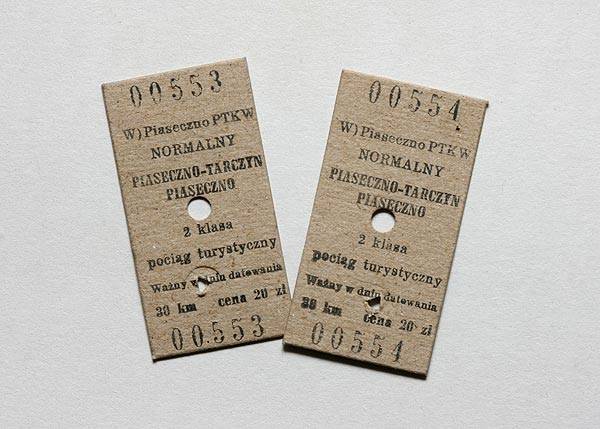 00553
W) Piaseczno PTKW
NORMALNY
PIASECZNO-TARCZYN
PIASECZNO
2 klasa
pociąg turystyczny
Ważny w dniu datowania
30 km cena 20 zł
00553
00554
W) Piaseczno PTKW
NORMALNY
PIASECZNO-TARCZYN
PIASECZNO
2 klasa
pociąg turystyczny
Ważny w dniu datowania
30 km cena 20 zł
00554